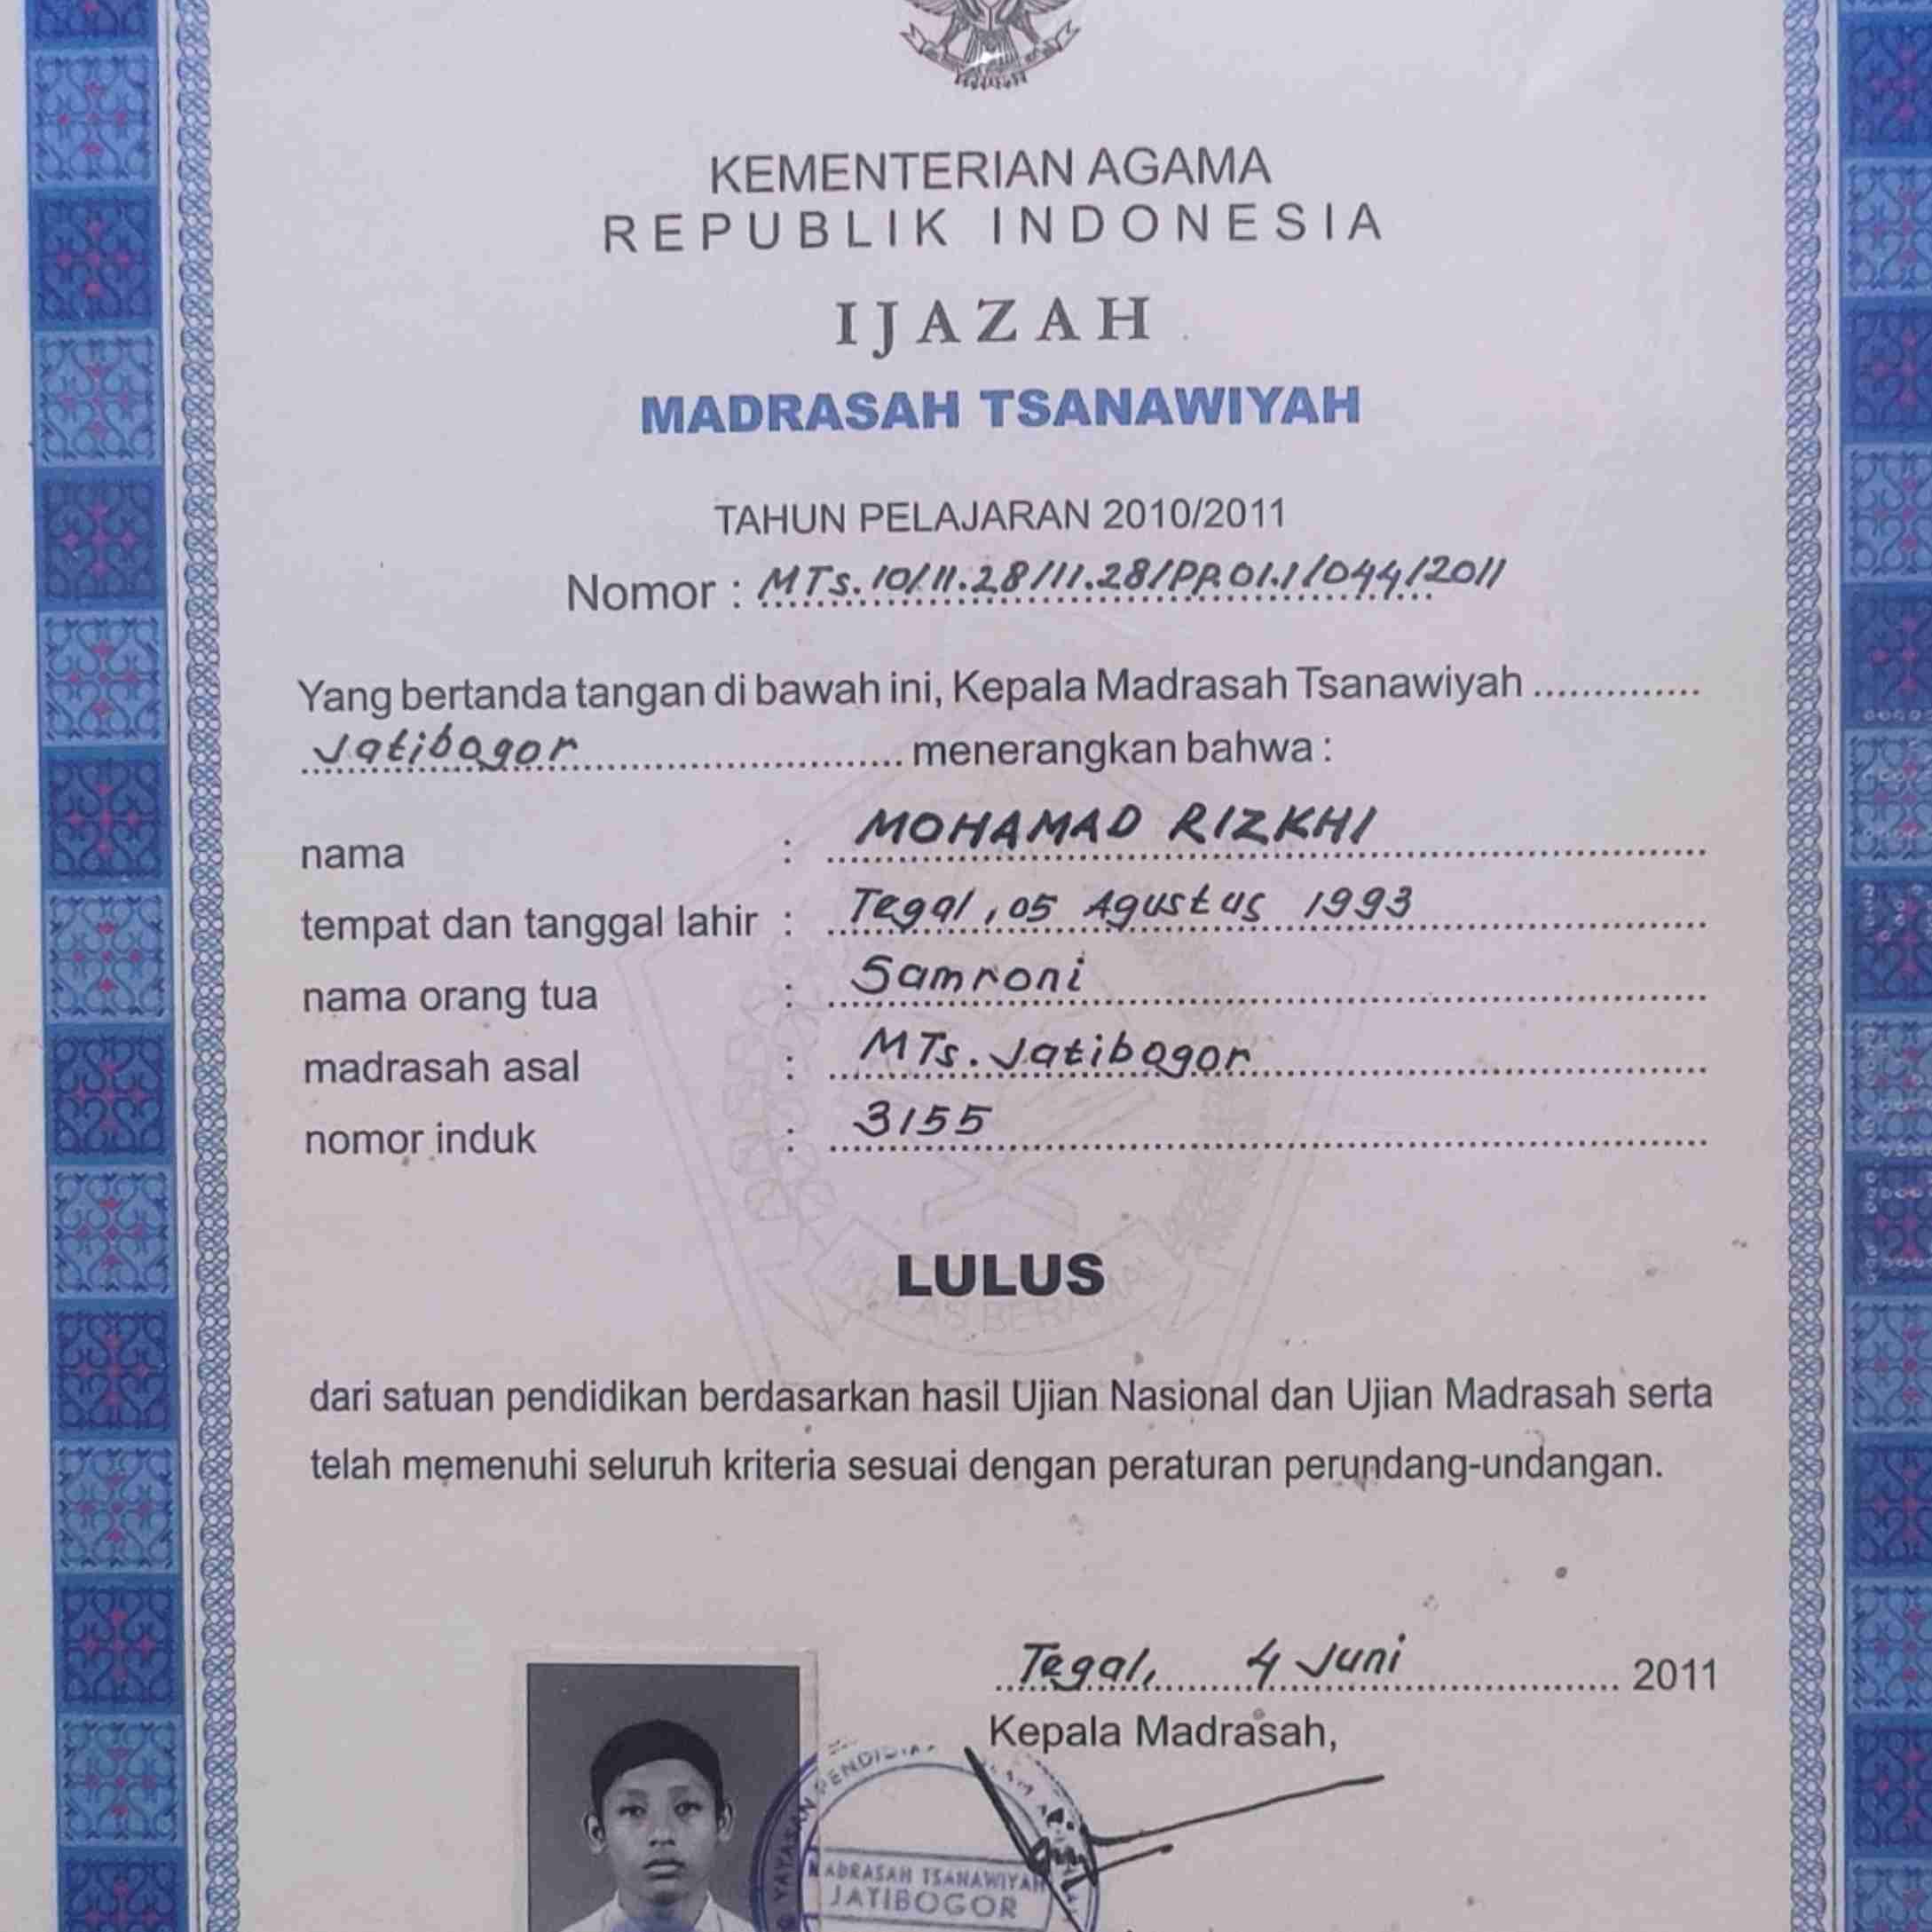 KEMENTERIAN AGAMA
REPUBLIK INDONESIA
IJAZAH
MADRASAH TSANAWIYAH
TAHUN PELAJARAN 2010/2011
Nomor : MTs.10/11.28/11.28/PP.01.1/044/2011
Yang bertanda tangan di bawah ini, Kepala Madrasah Tsanawiyah ..............
Jatibogor .................................. menerangkan bahwa :
nama : MOHAMAD RIZKHI
tempat dan tanggal lahir : Tegal, 05 Agustus 1993
nama orang tua : Samroni
madrasah asal : MTs. Jatibogor
nomor induk : 3155
LULUS
dari satuan pendidikan berdasarkan hasil Ujian Nasional dan Ujian Madrasah serta
telah memenuhi seluruh kriteria sesuai dengan peraturan perundang-undangan.
Tegal, 4 Juni 2011
Kepala Madrasah,
YAYASAN PENDIDIKAN
MADRASAH TSANAWIYAH
JATIBOGOR